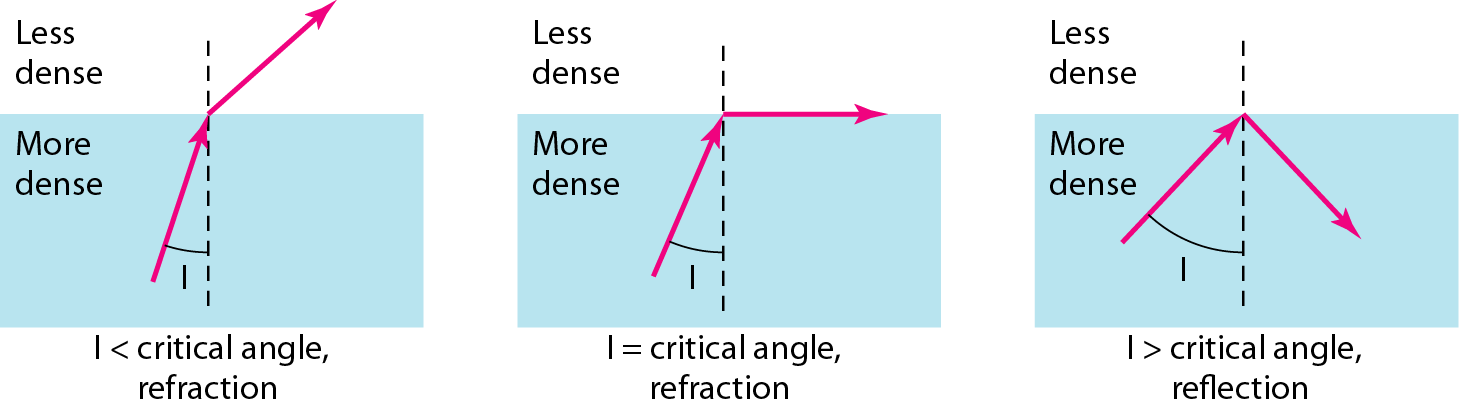 Less
dense
More
dense
I
I < critical angle,
refraction
Less
dense
More
dense
I
I = critical angle,
refraction
Less
dense
More
dense
I
I > critical angle,
reflection